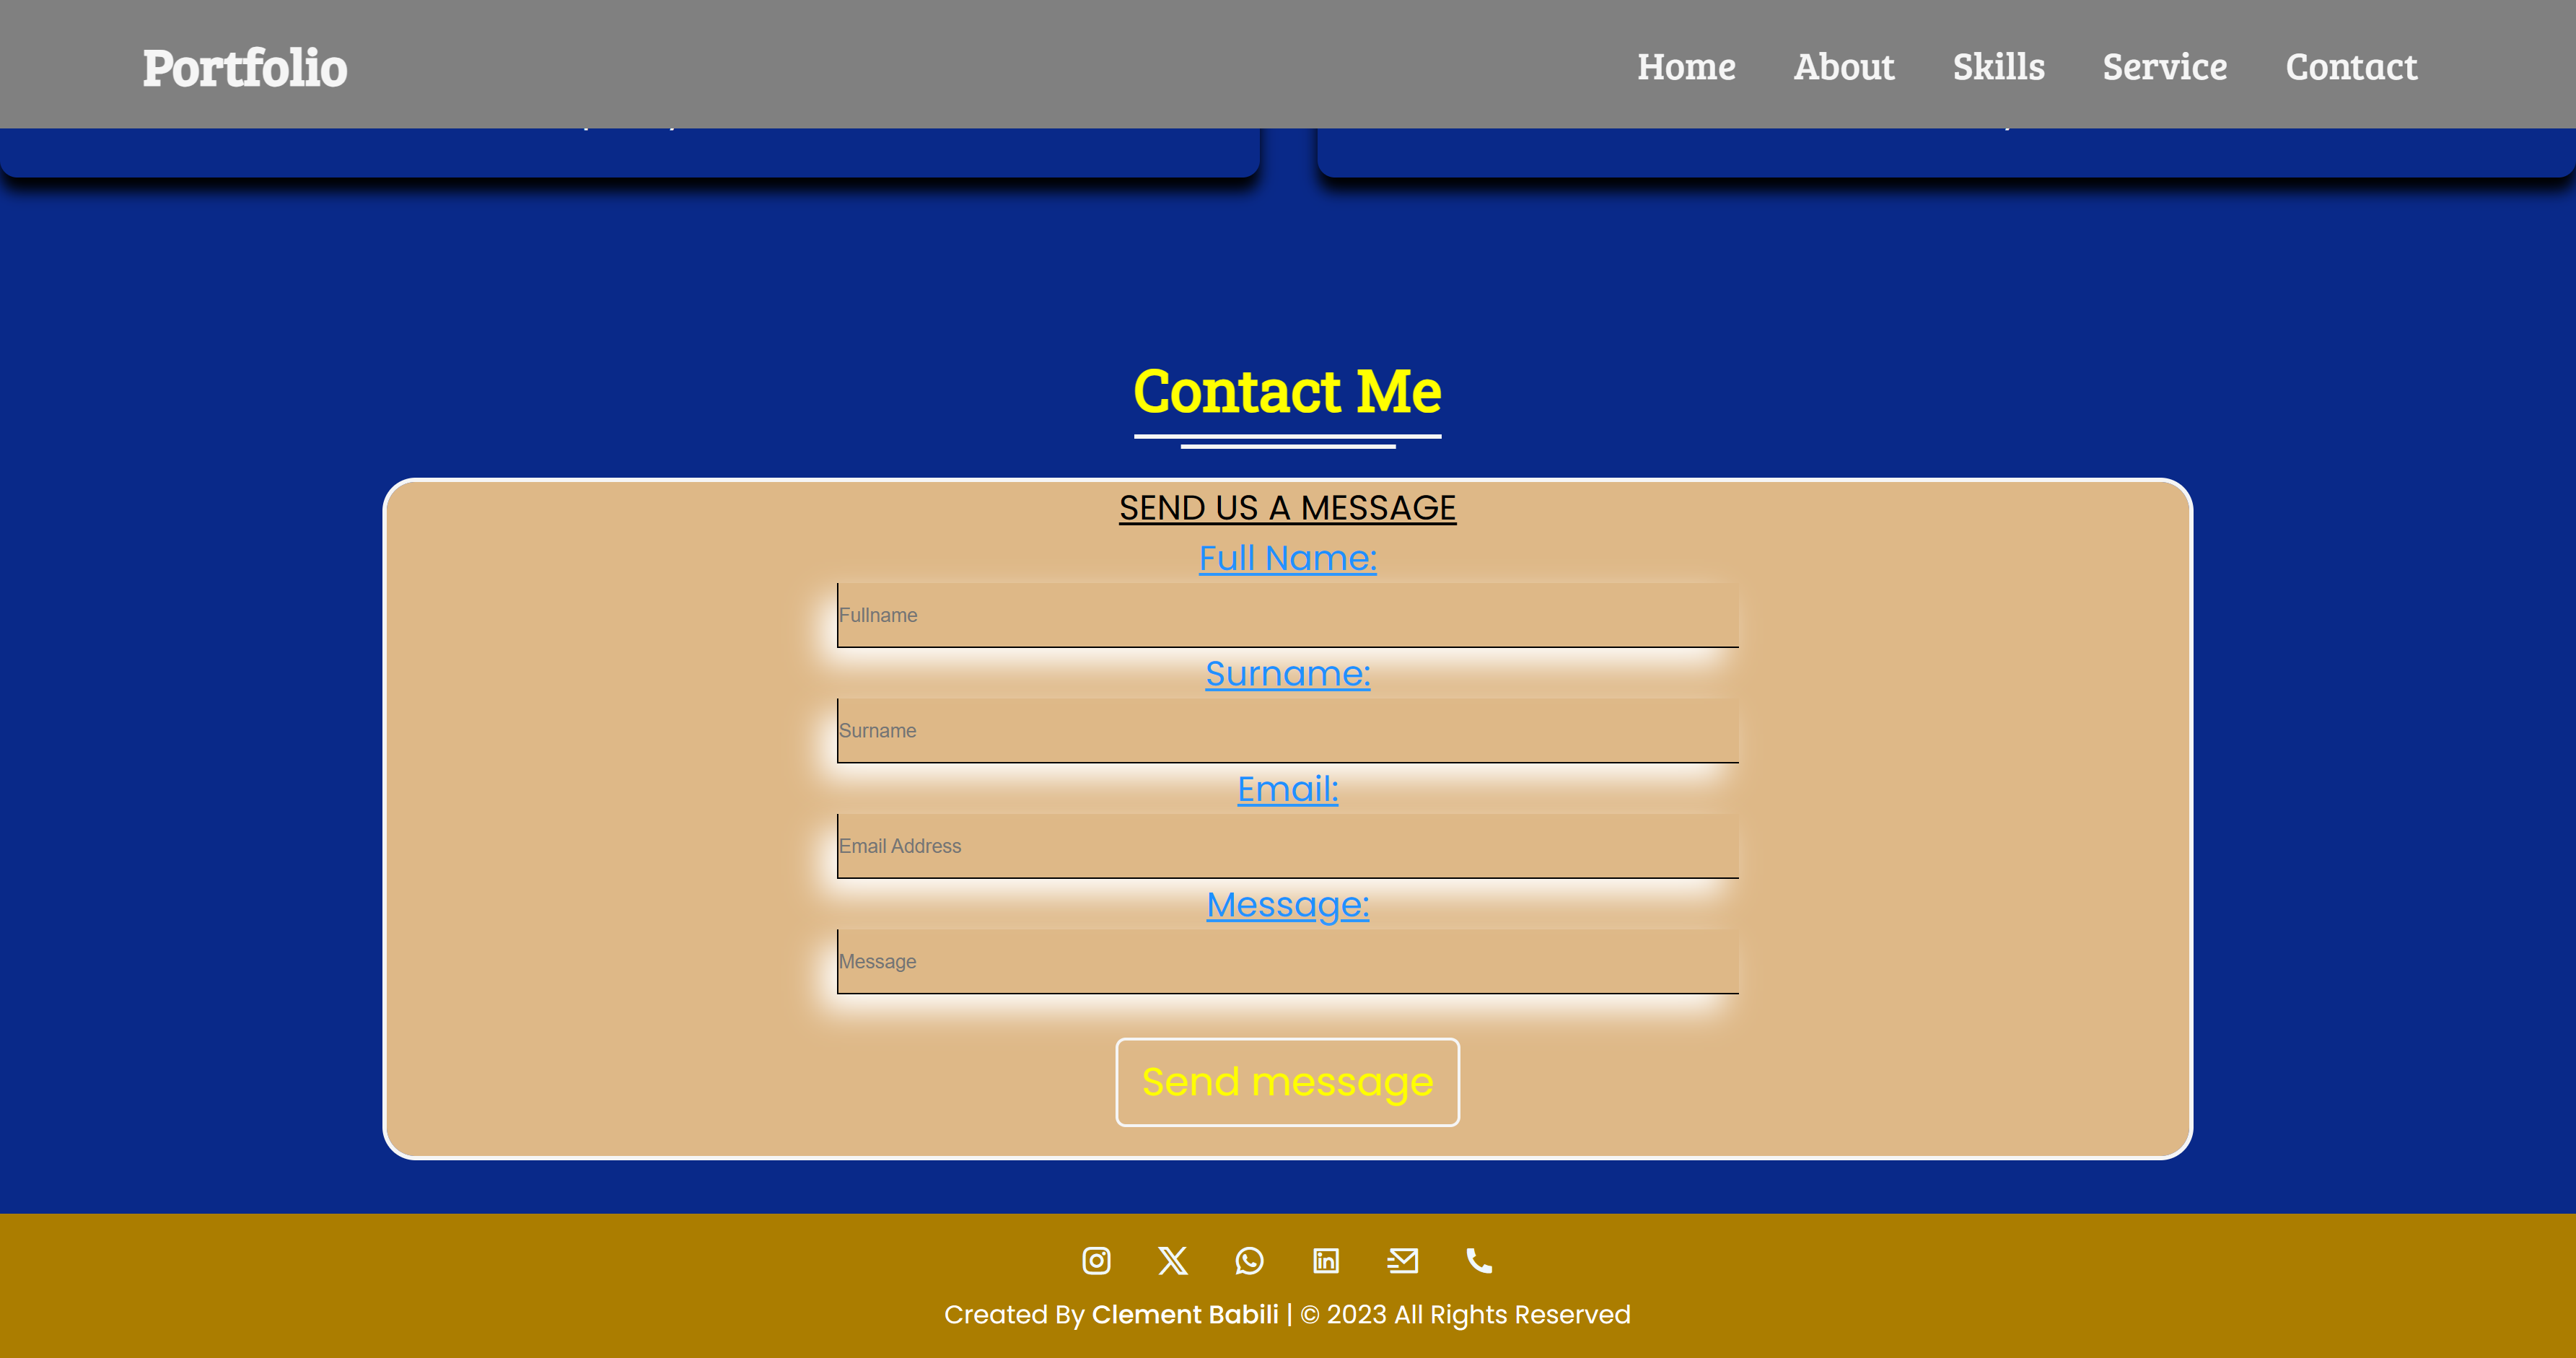 Portfolio
Home About Skills Service Contact
Contact Me
SEND US A MESSAGE
Full Name:
Fullname
Surname:
Surname
Email:
Email Address
Message:
Message
Send message
Created By Clement Babili | © 2023 All Rights Reserved